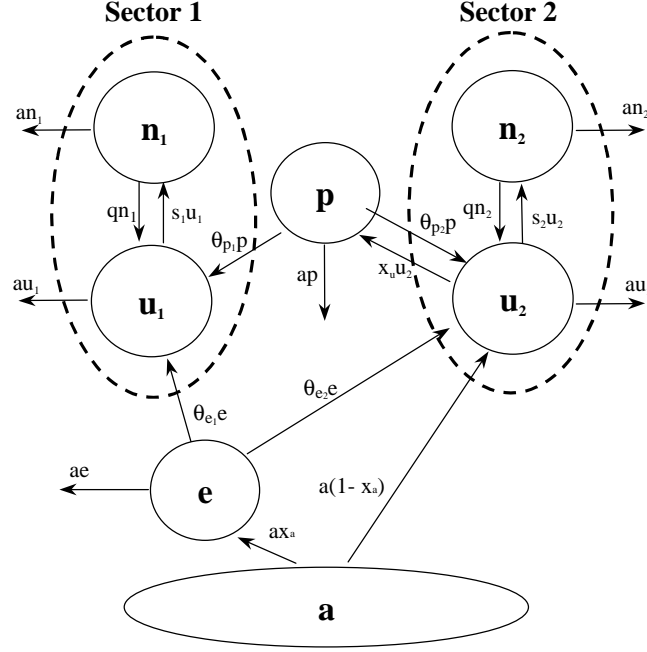 Sector 1 Sector 2
n₁ n₂
an₁ an₂
p
qn₁ s₁u₁ qn₂ s₂u₂
θp₁p θp₂p
ap xᵤu₂
au₁ au
u₁ u₂
θe₁e θe₂e
ae
e
a(1- xₐ)
axₐ
a